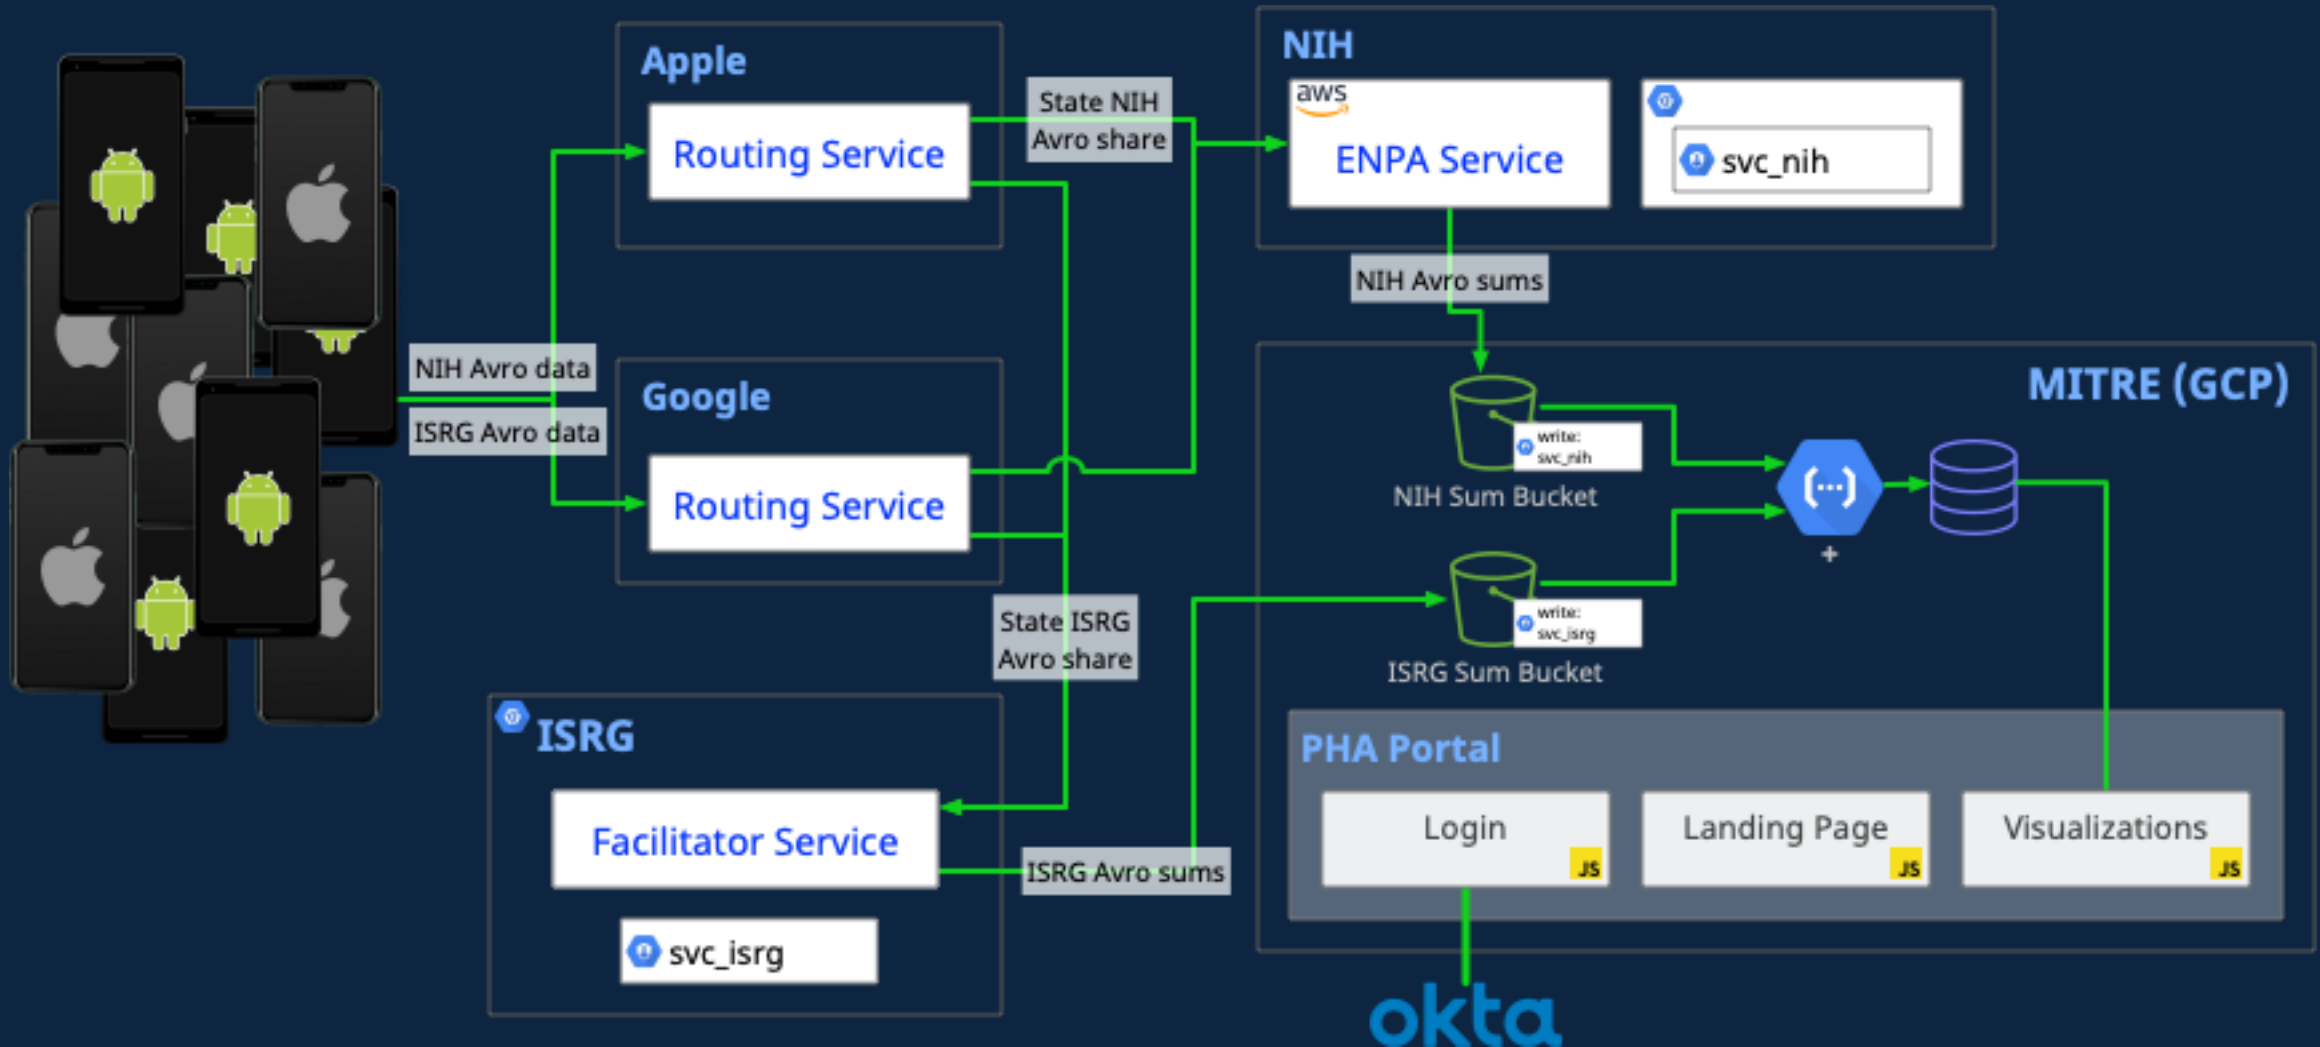 Apple
Routing Service
State NIH
Avro share
NIH
aws
ENPA Service
svc_nih
NIH Avro sums
NIH Avro data
ISRG Avro data
Google
Routing Service
State ISRG
Avro share
MITRE (GCP)
write:
svc_nih
NIH Sum Bucket
+
write:
svc_isrg
ISRG Sum Bucket
ISRG
Facilitator Service
ISRG Avro sums
svc_isrg
PHA Portal
Login
JS
Landing Page
JS
Visualizations
JS
okta